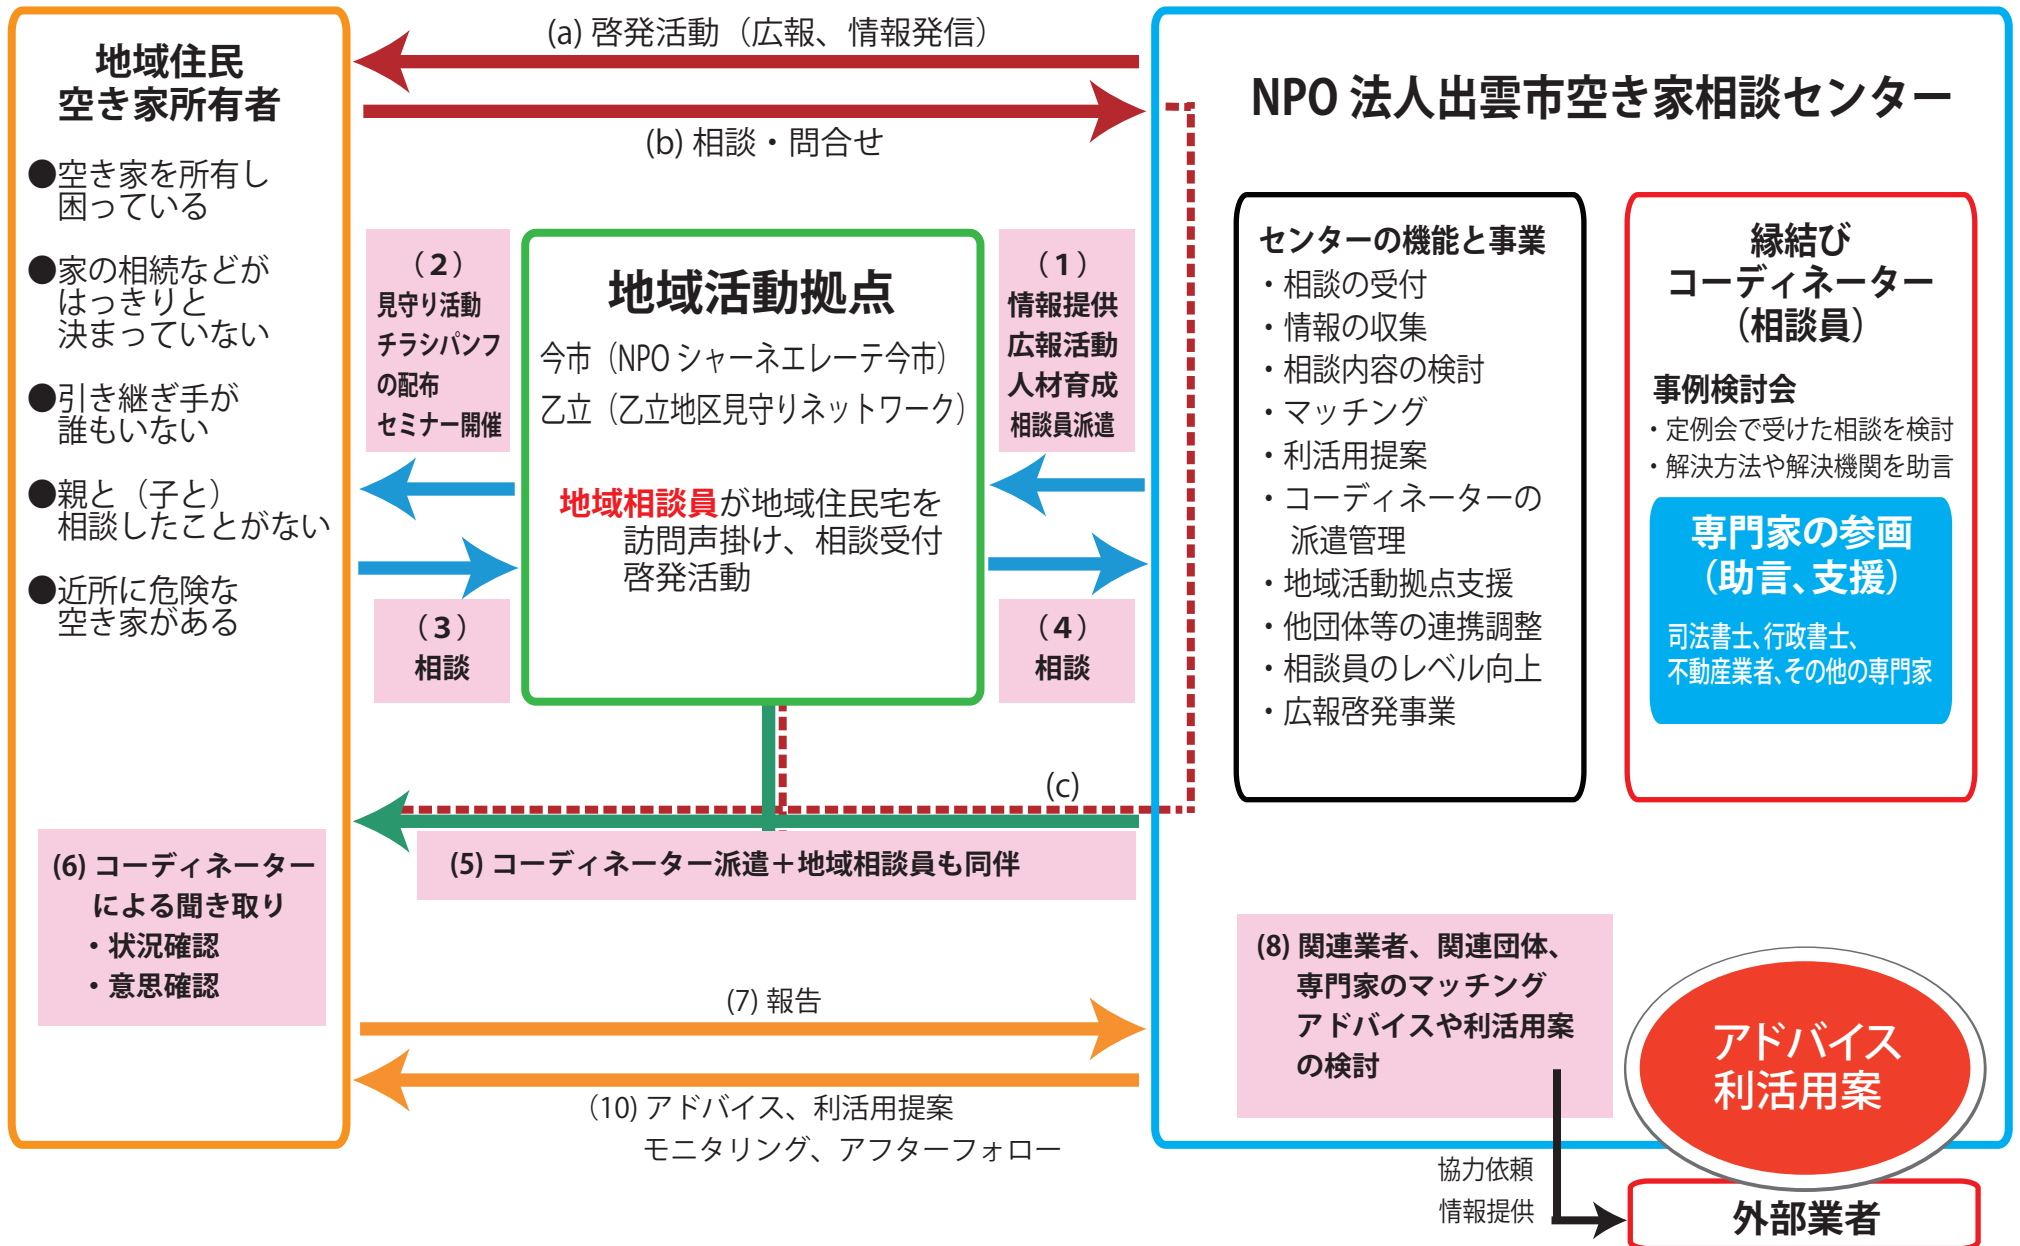 地域住民
空き家所有者
●空き家を所有し
困っている
●家の相続などが
はっきりと
決まっていない
●引き継ぎ手が
誰もいない
●親と（子と）
相談したことがない
●近所に危険な
空き家がある
(6) コーディネーター
による聞き取り
・状況確認
・意思確認
(a) 啓発活動（広報、情報発信）
(b) 相談・問合せ
（2）
見守り活動
チラシパンフ
の配布
セミナー開催
（3）
相談
地域活動拠点
今市（NPO シャーネエレーテ今市）
乙立（乙立地区見守りネットワーク）
地域相談員が地域住民宅を
訪問声掛け、相談受付
啓発活動
（1）
情報提供
広報活動
人材育成
相談員派遣
（4）
相談
(c)
(5) コーディネーター派遣＋地域相談員も同伴
(7) 報告
（10) アドバイス、利活用提案
モニタリング、アフターフォロー
NPO 法人出雲市空き家相談センター
センターの機能と事業
・相談の受付
・情報の収集
・相談内容の検討
・マッチング
・利活用提案
・コーディネーターの
派遣管理
・地域活動拠点支援
・他団体等の連携調整
・相談員のレベル向上
・広報啓発事業
縁結び
コーディネーター
（相談員）
事例検討会
・定例会で受けた相談を検討
・解決方法や解決機関を助言
専門家の参画
（助言、支援）
司法書士、行政書士、
不動産業者、その他の専門家
(8) 関連業者、関連団体、
専門家のマッチング
アドバイスや利活用案
の検討
アドバイス
利活用案
協力依頼
情報提供
外部業者